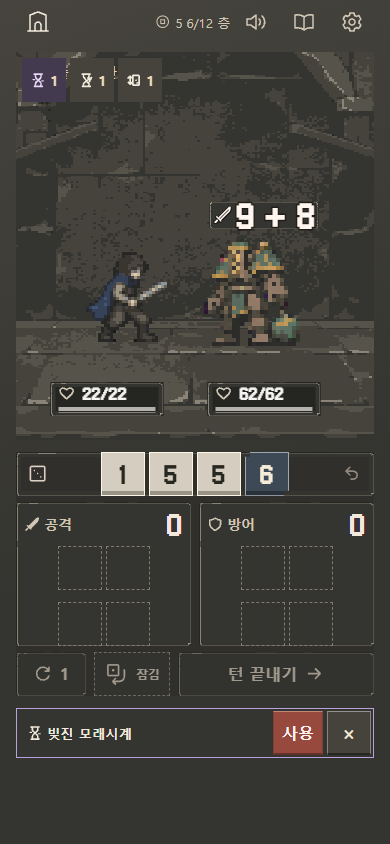 5 6/12 층
1 1 1
9 + 8
22/22 62/62
1 5 5 6
공격 0 방어 0
1 잠김 턴 끝내기 →
빚진 모래시계 사용 ×